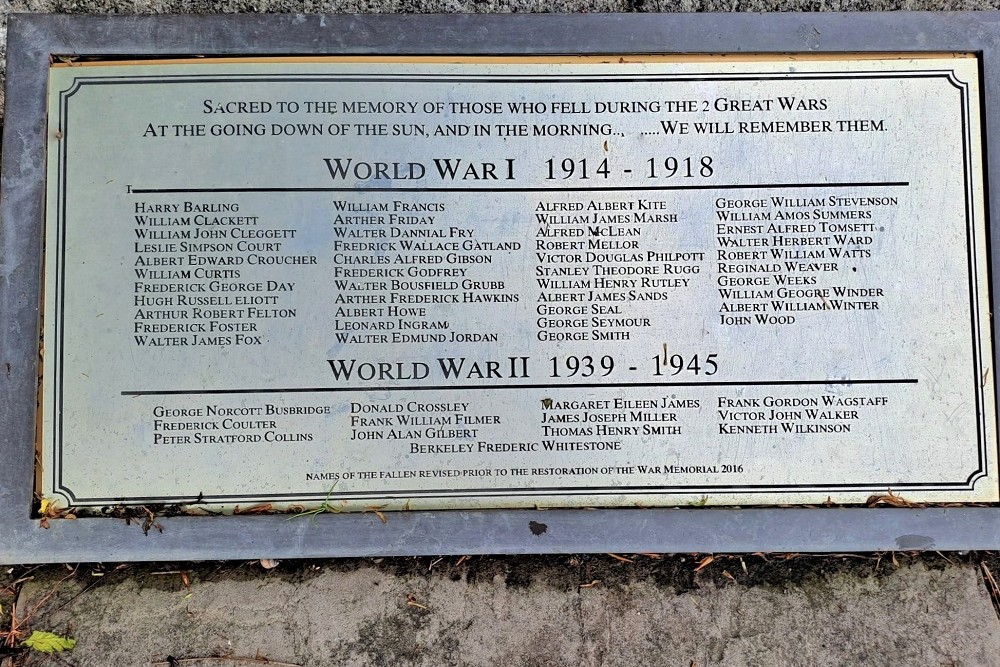 SACRED TO THE MEMORY OF THOSE WHO FELL DURING THE 2 GREAT WARS
AT THE GOING DOWN OF THE SUN, AND IN THE MORNING... .....WE WILL REMEMBER THEM.
WORLD WAR I 1914 - 1918
HARRY BARLING
WILLIAM CLACKETT
WILLIAM JOHN CLEGGETT
LESLIE SIMPSON COURT
ALBERT EDWARD CROUCHER
WILLIAM CURTIS
FREDERICK GEORGE DAY
HUGH RUSSELL ELIOTT
ARTHUR ROBERT FELTON
FREDERICK FOSTER
WALTER JAMES FOX
WILLIAM FRANCIS
ARTHER FRIDAY
WALTER DANNIAL FRY
FREDRICK WALLACE GATLAND
CHARLES ALFRED GIBSON
FREDERICK GODFREY
WALTER BOUSFIELD GRUBB
ARTHER FREDERICK HAWKINS
ALBERT HOWE
LEONARD INGRAM
WALTER EDMUND JORDAN
ALFRED ALBERT KITE
WILLIAM JAMES MARSH
ALFRED MCLEAN
ROBERT MELLOR
VICTOR DOUGLAS PHILPOTT
STANLEY THEODORE RUGG
WILLIAM HENRY RUTLEY
ALBERT JAMES SANDS
GEORGE SEAL
GEORGE SEYMOUR
GEORGE SMITH
GEORGE WILLIAM STEVENSON
WILLIAM AMOS SUMMERS
ERNEST ALFRED TOMSETT
WALTER HERBERT WARD
ROBERT WILLIAM WATTS
REGINALD WEAVER
GEORGE WEEKS
WILLIAM GEOGRE WINDER
ALBERT WILLIAM WINTER
JOHN WOOD
WORLD WAR II 1939 - 1945
GEORGE NORCOTT BUSBRIDGE
FREDERICK COULTER
PETER STRATFORD COLLINS
DONALD CROSSLEY
FRANK WILLIAM FILMER
JOHN ALAN GILBERT
MARGARET EILEEN JAMES
JAMES JOSEPH MILLER
THOMAS HENRY SMITH
FRANK GORDON WAGSTAFF
VICTOR JOHN WALKER
KENNETH WILKINSON
BERKELEY FREDERIC WHITESTONE
NAMES OF THE FALLEN REVISED PRIOR TO THE RESTORATION OF THE WAR MEMORIAL 2016